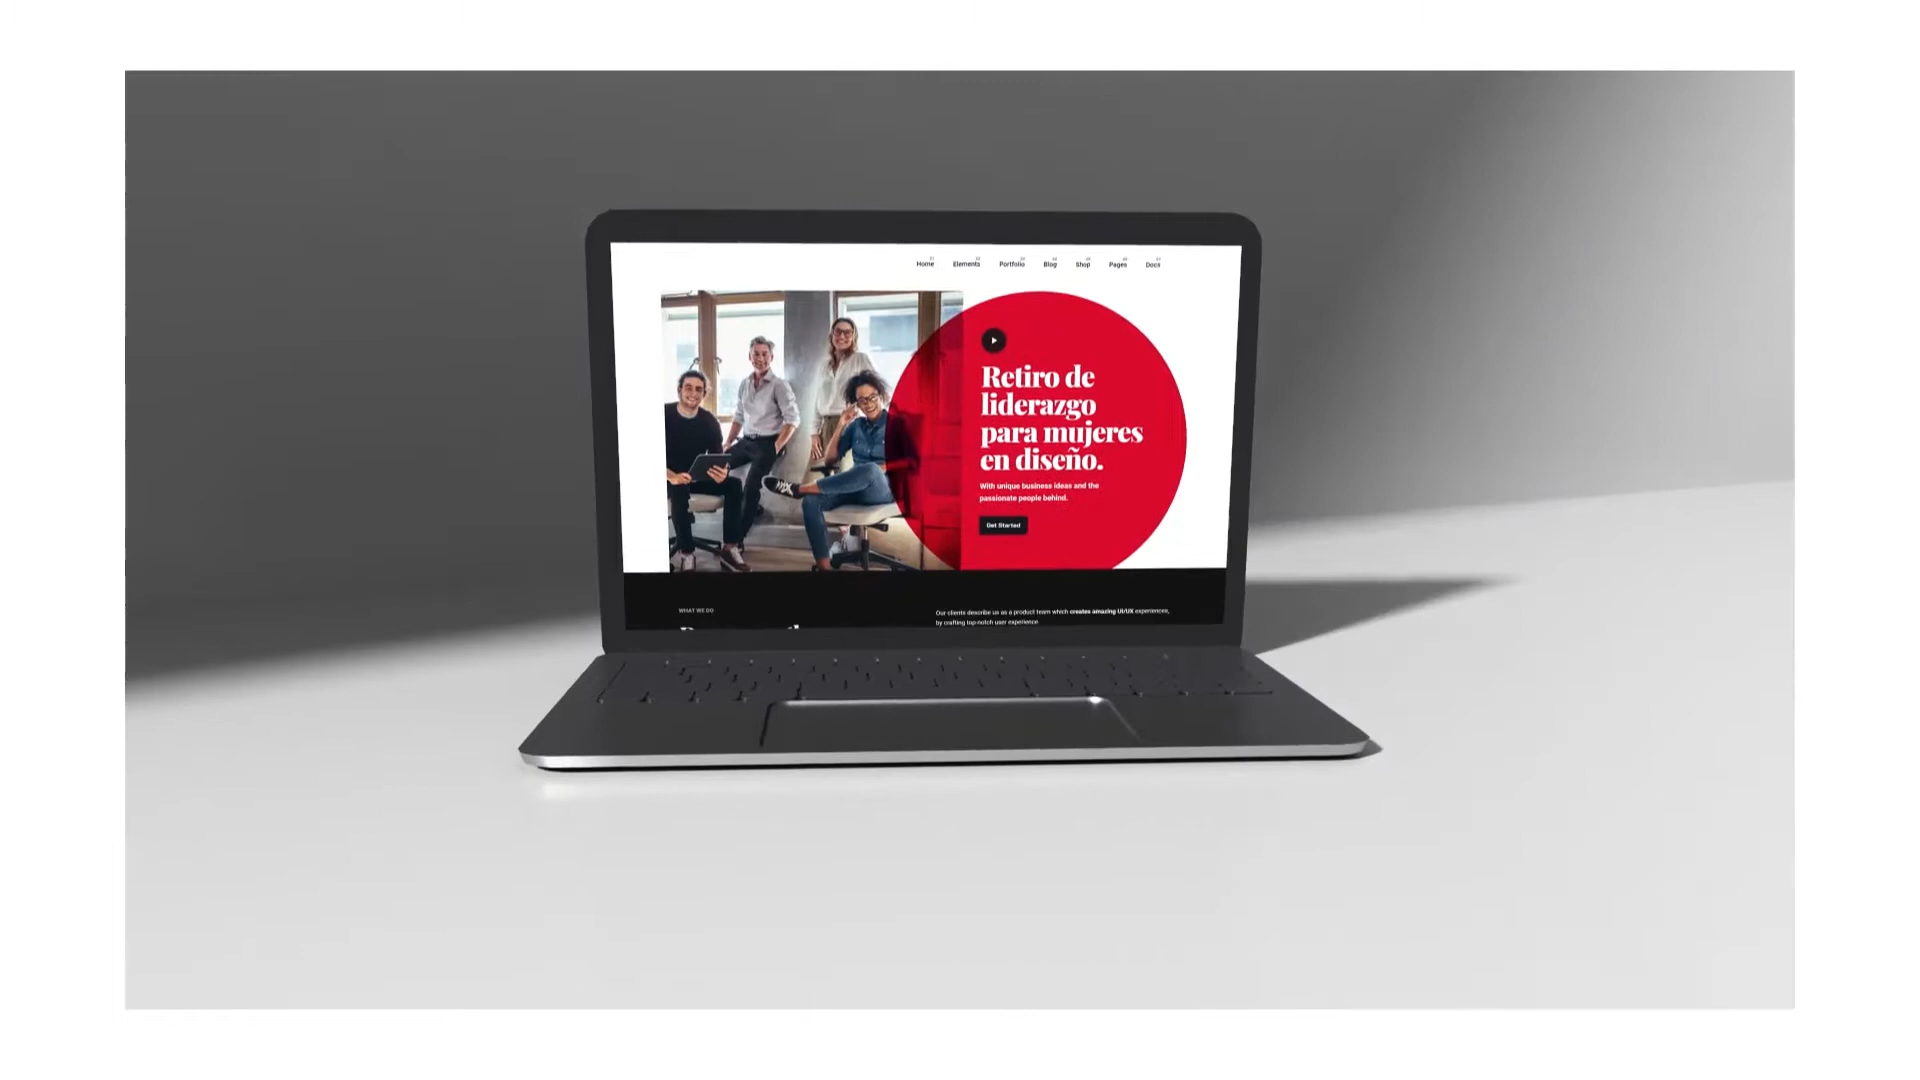 Home Elements Portfolio Blog Shop Pages Docs
Retiro de
liderazgo
para mujeres
en diseño.
With unique business ideas and the
passionate people behind.
Get Started
WHAT WE DO
Our clients describe us as a product team which creates amazing UI/UX experiences,
by crafting top-notch user experience.